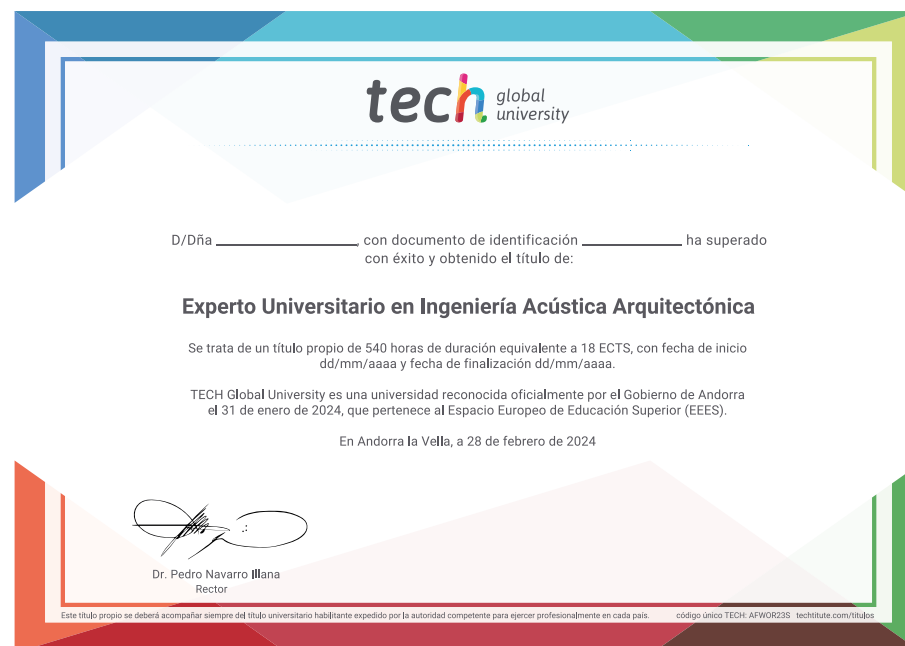 tech global university
D/Dña ____________, con documento de identificación ____________ ha superado
con éxito y obtenido el título de:
Experto Universitario en Ingeniería Acústica Arquitectónica
Se trata de un título propio de 540 horas de duración equivalente a 18 ECTS, con fecha de inicio
dd/mm/aaaa y fecha de finalización dd/mm/aaaa.
TECH Global University es una universidad reconocida oficialmente por el Gobierno de Andorra
el 31 de enero de 2024, que pertenece al Espacio Europeo de Educación Superior (EEES).
En Andorra la Vella, a 28 de febrero de 2024
Dr. Pedro Navarro Illana
Rector
Este título propio se deberá acompañar siempre del título universitario habilitante expedido por la autoridad competente para ejercer profesionalmente en cada país. código único TECH: AFWOR23S techtitute.com/titulos